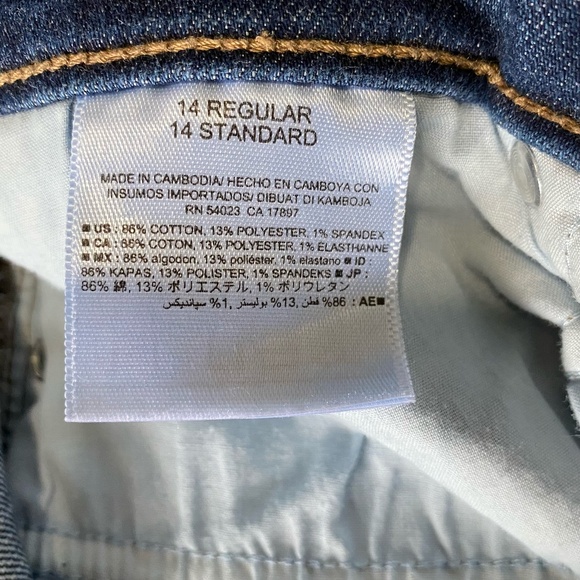 14 REGULAR
14 STANDARD
MADE IN CAMBODIA/ HECHO EN CAMBOYA CON
INSUMOS IMPORTADOS/ DIBUAT DI KAMBOJA
RN 54023 CA 17897
■ US : 86% COTTON, 13% POLYESTER, 1% SPANDEX
■ CA : 86% COTON, 13% POLYESTER, 1% ELASTHANNE
■ MX : 86% algodon, 13% poliéster, 1% elastano ■ ID :
86% KAPAS, 13% POLISTER, 1% SPANDEKS ■ JP :
86% 綿, 13% ポリエステル, 1% ポリウレタン
■AE : 86% قطن, 13% بوليستر, 1% سپاندیکس